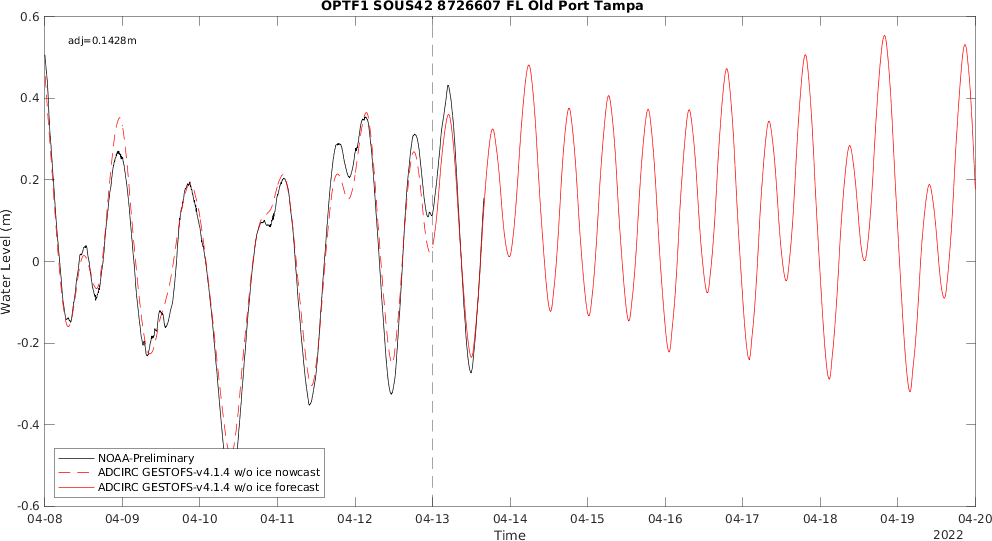 OPTF1 SOUS42 8726607 FL Old Port Tampa
adj=0.1428m
Water Level (m)
0.6
0.4
0.2
0
-0.2
-0.4
-0.6
NOAA-Preliminary
ADCIRC GESTOFS-v4.1.4 w/o ice nowcast
ADCIRC GESTOFS-v4.1.4 w/o ice forecast
04-08 04-09 04-10 04-11 04-12 04-13 04-14 04-15 04-16 04-17 04-18 04-19 04-20
Time
2022